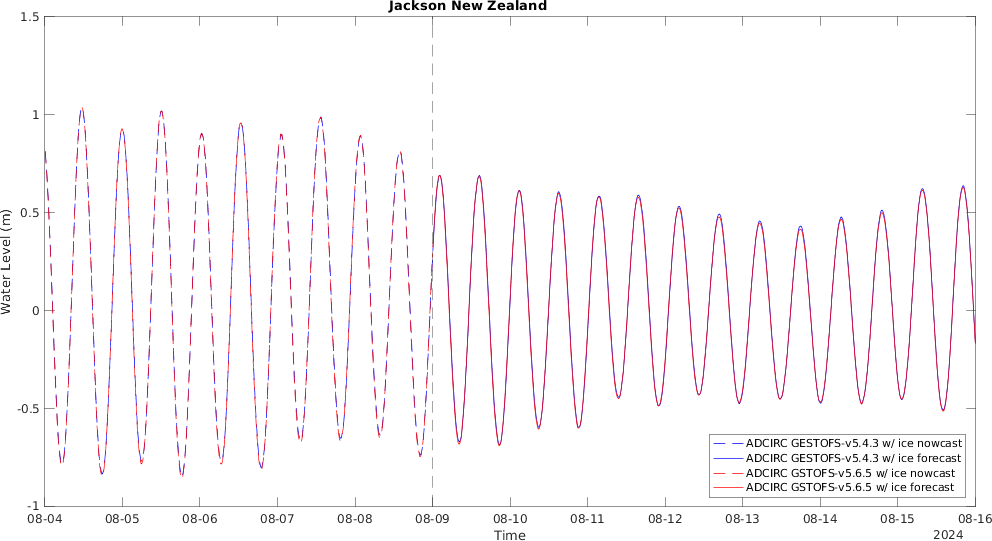 Jackson New Zealand
1.5
1
0.5
0
-0.5
-1
Water Level (m)
08-04 08-05 08-06 08-07 08-08 08-09 08-10 08-11 08-12 08-13 08-14 08-15 08-16
Time
2024
ADCIRC GESTOFS-v5.4.3 w/ ice nowcast
ADCIRC GESTOFS-v5.4.3 w/ ice forecast
ADCIRC GSTOFS-v5.6.5 w/ ice nowcast
ADCIRC GSTOFS-v5.6.5 w/ ice forecast